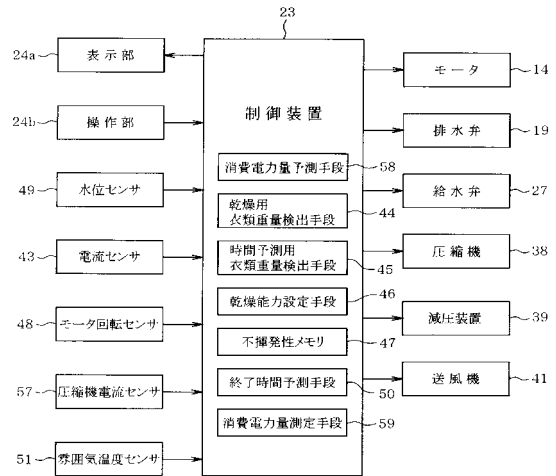 23
24a
表示部
24b
操作部
49
水位センサ
43
電流センサ
48
モータ回転センサ
57
圧縮機電流センサ
51
雰囲気温度センサ
制御装置
消費電力量予測手段
58
乾燥用
衣類重量検出手段
44
時間予測用
衣類重量検出手段
45
乾燥能力設定手段
46
不揮発性メモリ
47
終了時間予測手段
50
消費電力量測定手段
59
モータ
14
排水弁
19
給水弁
27
圧縮機
38
減圧装置
39
送風機
41